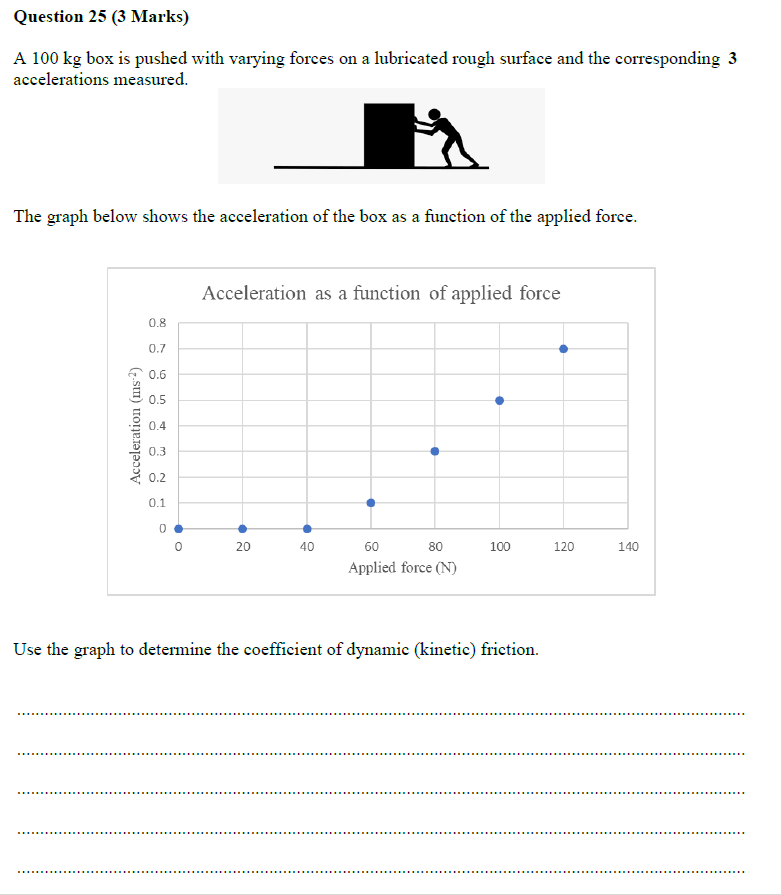 Question 25 (3 Marks)
A 100 kg box is pushed with varying forces on a lubricated rough surface and the corresponding 3
accelerations measured.
The graph below shows the acceleration of the box as a function of the applied force.
Acceleration as a function of applied force
0.8
0.7
0.6
0.5
0.4
0.3
0.2
0.1
0
Acceleration (ms⁻²)
0 20 40 60 80 100 120 140
Applied force (N)
Use the graph to determine the coefficient of dynamic (kinetic) friction.